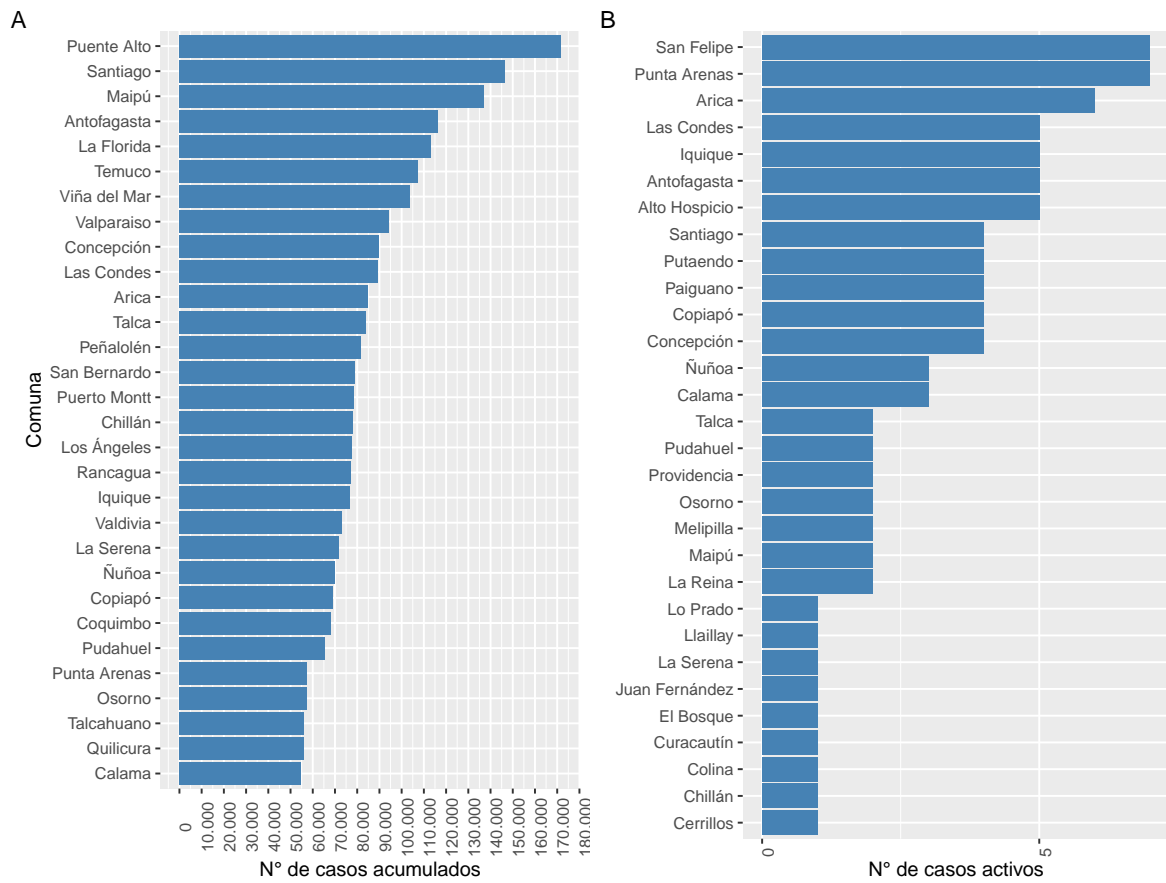 A
Puente Alto
Santiago
Maipú
Antofagasta
La Florida
Temuco
Viña del Mar
Valparaiso
Concepción
Las Condes
Arica
Talca
Peñalolén
San Bernardo
Puerto Montt
Chillán
Los Ángeles
Rancagua
Iquique
Valdivia
La Serena
Ñuñoa
Copiapó
Coquimbo
Pudahuel
Punta Arenas
Osorno
Talcahuano
Quilicura
Calama
Comuna
0
10.000
20.000
30.000
40.000
50.000
60.000
70.000
80.000
90.000
100.000
110.000
120.000
130.000
140.000
150.000
160.000
170.000
180.000
N° de casos acumulados
B
San Felipe
Punta Arenas
Arica
Las Condes
Iquique
Antofagasta
Alto Hospicio
Santiago
Putaendo
Paiguano
Copiapó
Concepción
Ñuñoa
Calama
Talca
Pudahuel
Providencia
Osorno
Melipilla
Maipú
La Reina
Lo Prado
Llaillay
La Serena
Juan Fernández
El Bosque
Curacautín
Colina
Chillán
Cerrillos
0
5
N° de casos activos